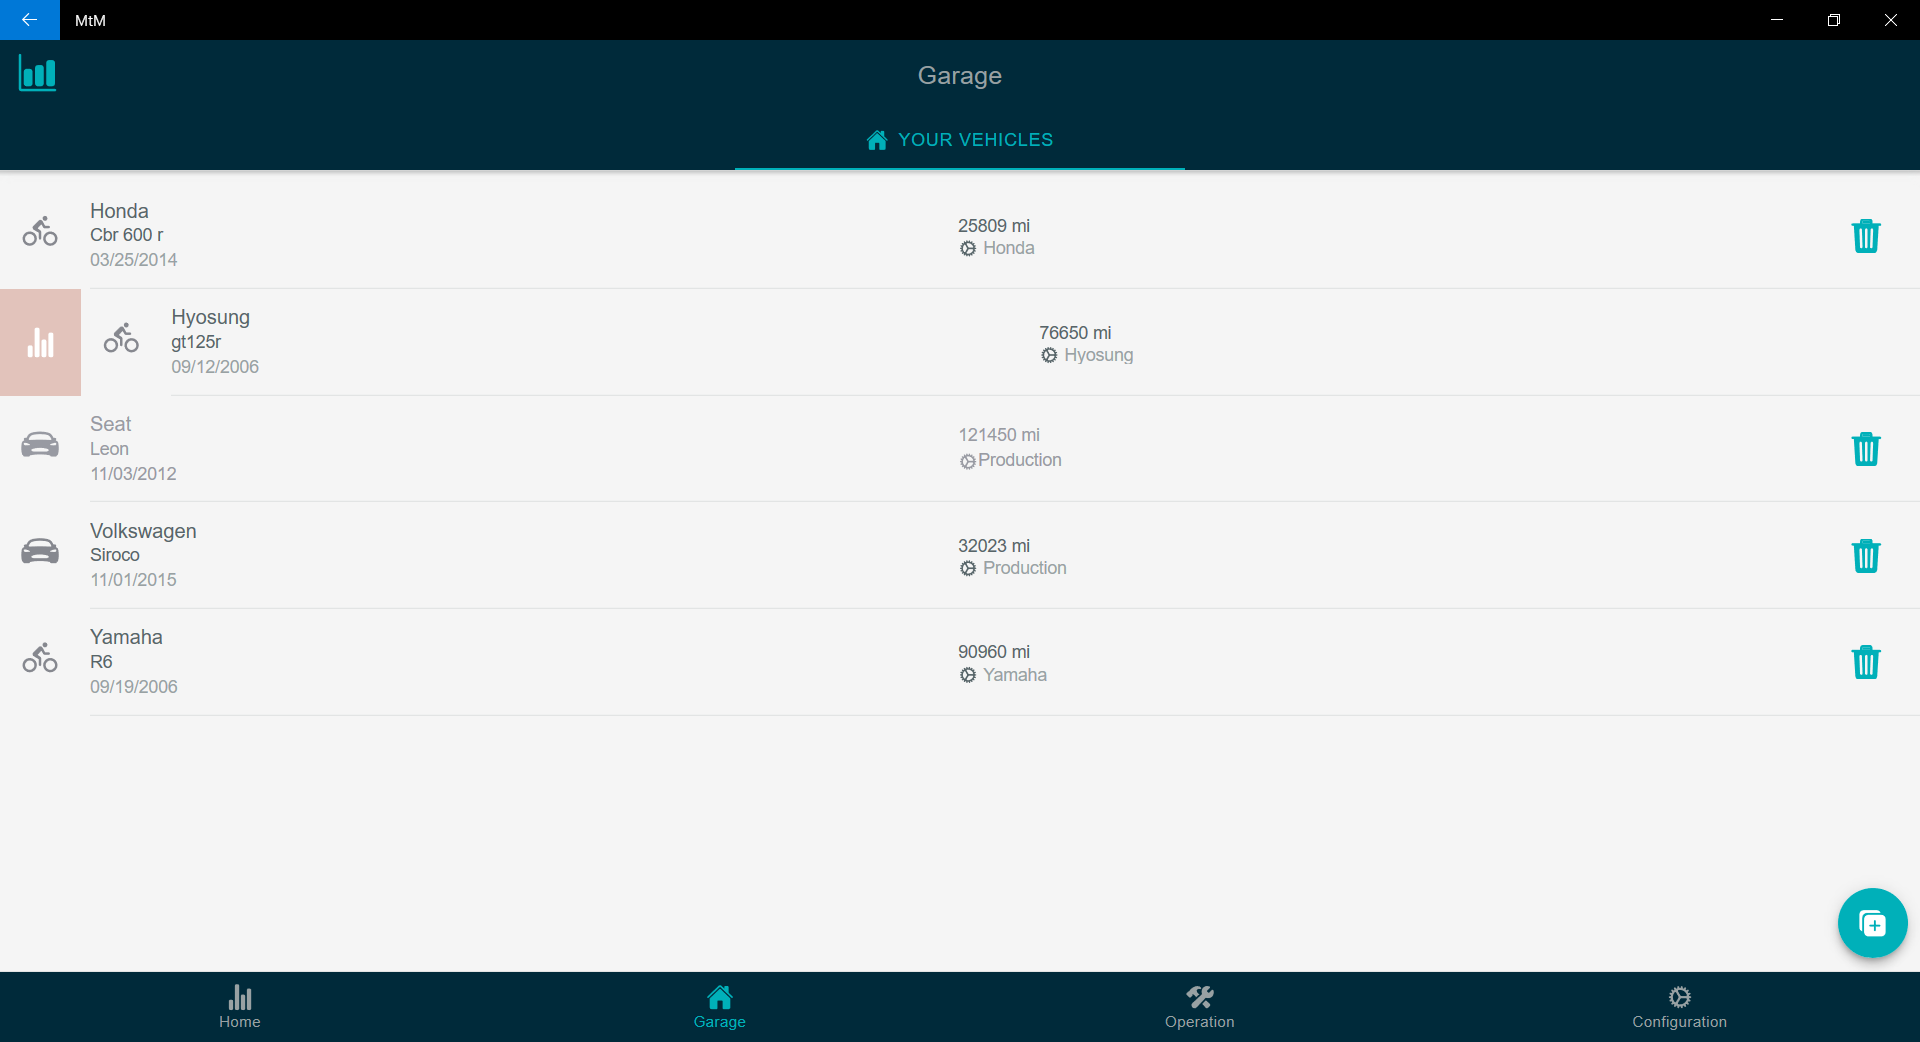 MtM
Garage
YOUR VEHICLES
Honda
Cbr 600 r
03/25/2014
25809 mi
Honda
Hyosung
gt125r
09/12/2006
76650 mi
Hyosung
Seat
Leon
11/03/2012
121450 mi
Production
Volkswagen
Siroco
11/01/2015
32023 mi
Production
Yamaha
R6
09/19/2006
90960 mi
Yamaha
Home
Garage
Operation
Configuration